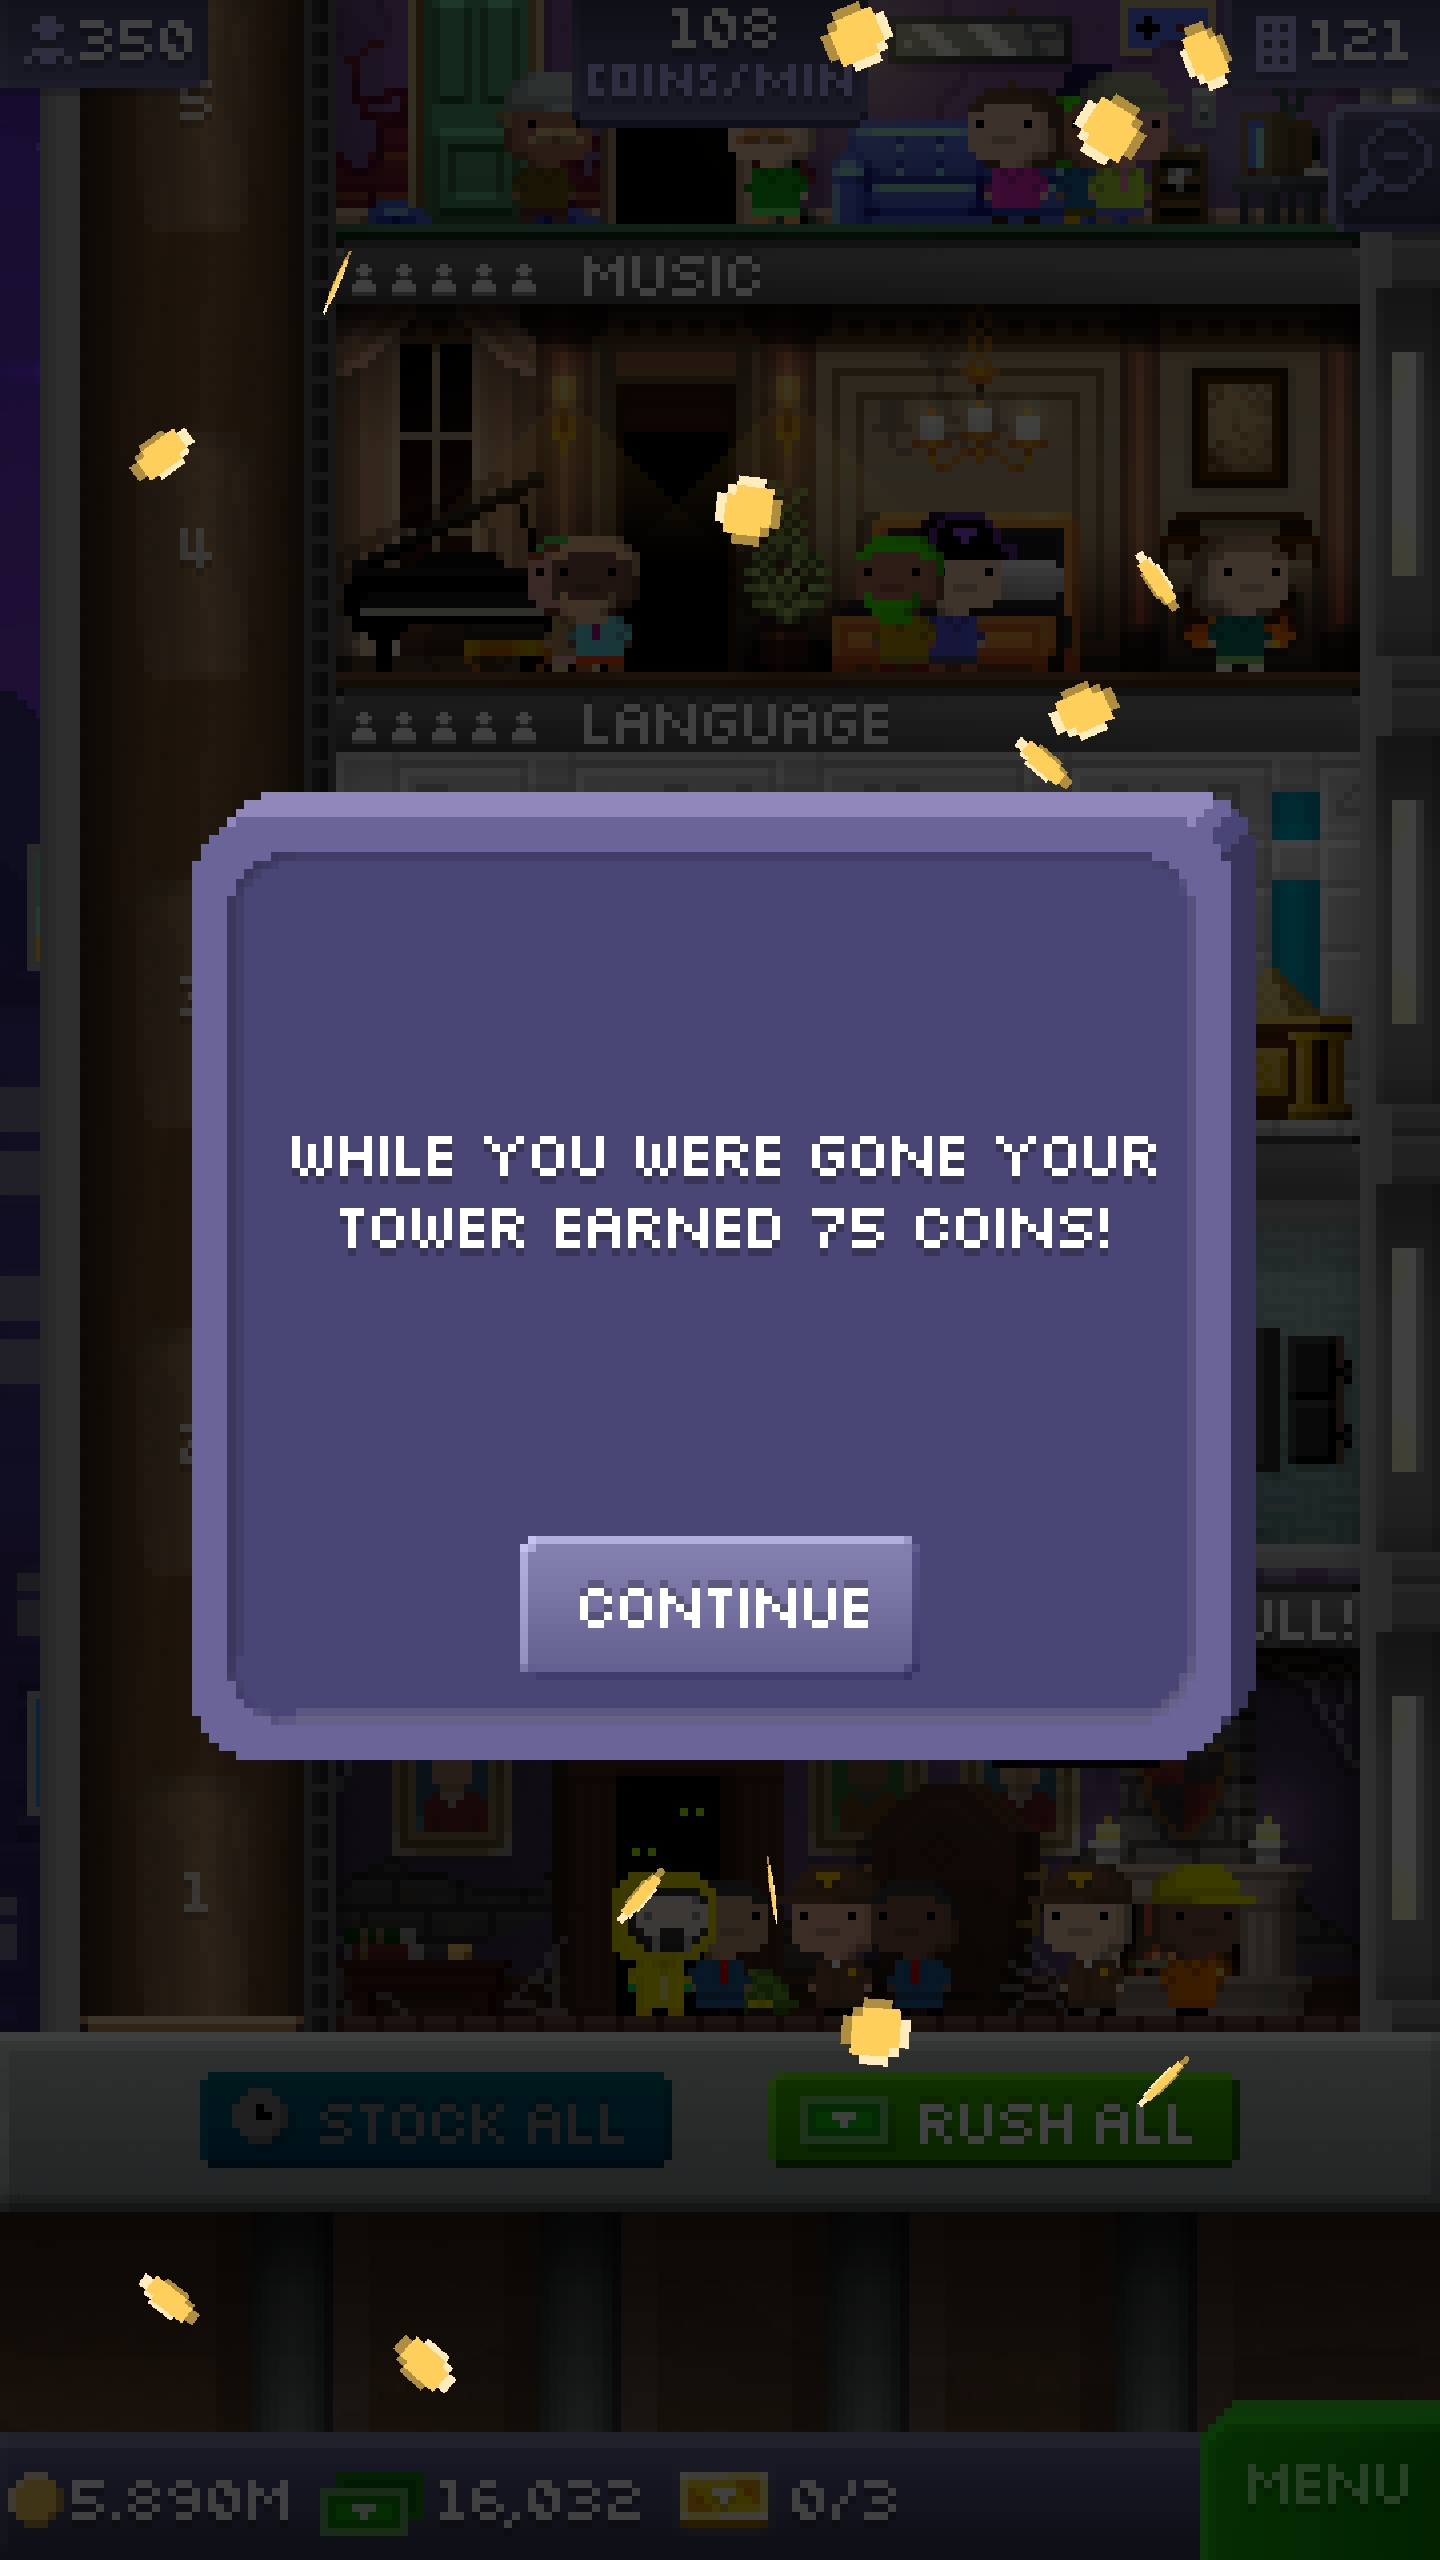 350
108
COINS/MIN
121
5
MUSIC
4
LANGUAGE
WHILE YOU WERE GONE YOUR
TOWER EARNED 75 COINS!
CONTINUE
1
STOCK ALL
RUSH ALL
5.890M
16,032
0/3
MENU